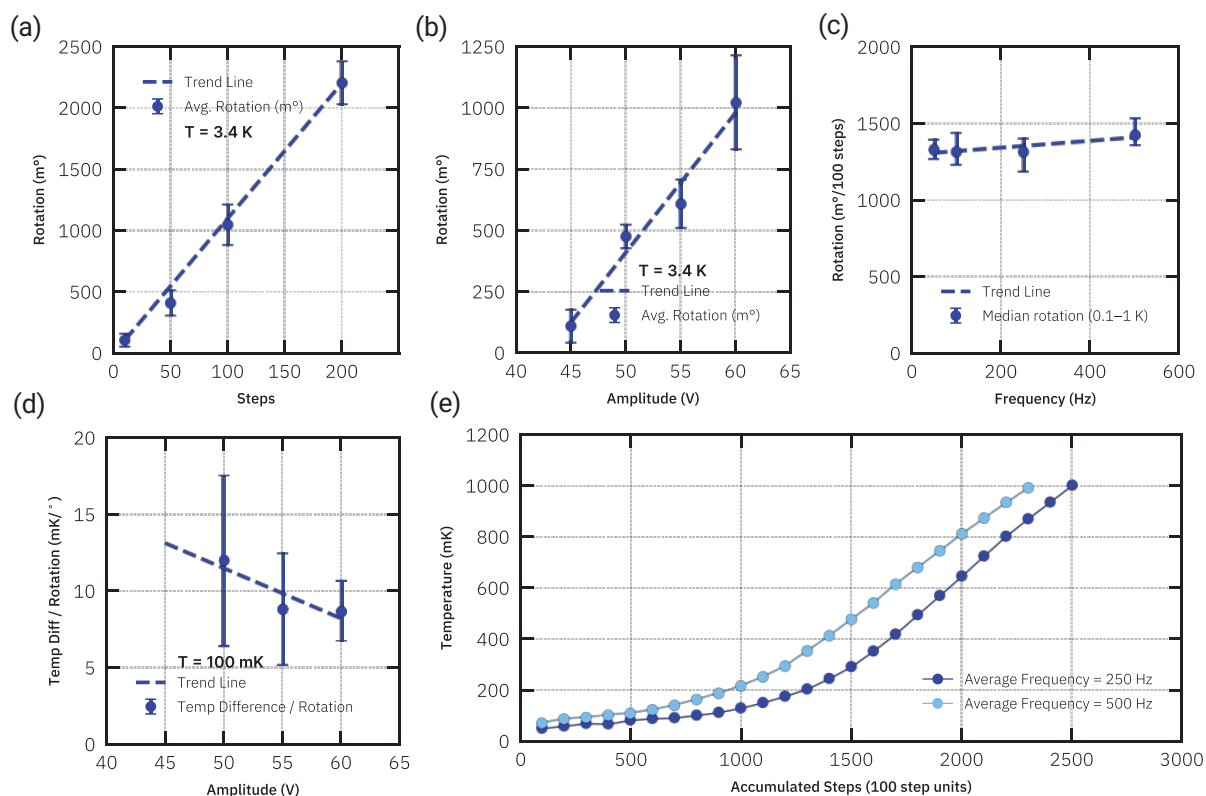 (a)
2500
2000
1500
1000
500
0
Rotation (m°)
Trend Line
Avg. Rotation (m°)
T = 3.4 K
0 50 100 150 200
Steps
(b)
1250
1000
750
500
250
0
Rotation (m°)
T = 3.4 K
Trend Line
Avg. Rotation (m°)
40 45 50 55 60 65
Amplitude (V)
(c)
2000
1500
1000
500
0
Rotation (m°/100 steps)
Trend Line
Median rotation (0.1–1 K)
0 200 400 600
Frequency (Hz)
(d)
20
15
10
5
0
Temp Diff / Rotation (mK/°)
T = 100 mK
Trend Line
Temp Difference / Rotation
40 45 50 55 60 65
Amplitude (V)
(e)
1200
1000
800
600
400
200
0
Temperature (mK)
Average Frequency = 250 Hz
Average Frequency = 500 Hz
0 500 1000 1500 2000 2500 3000
Accumulated Steps (100 step units)